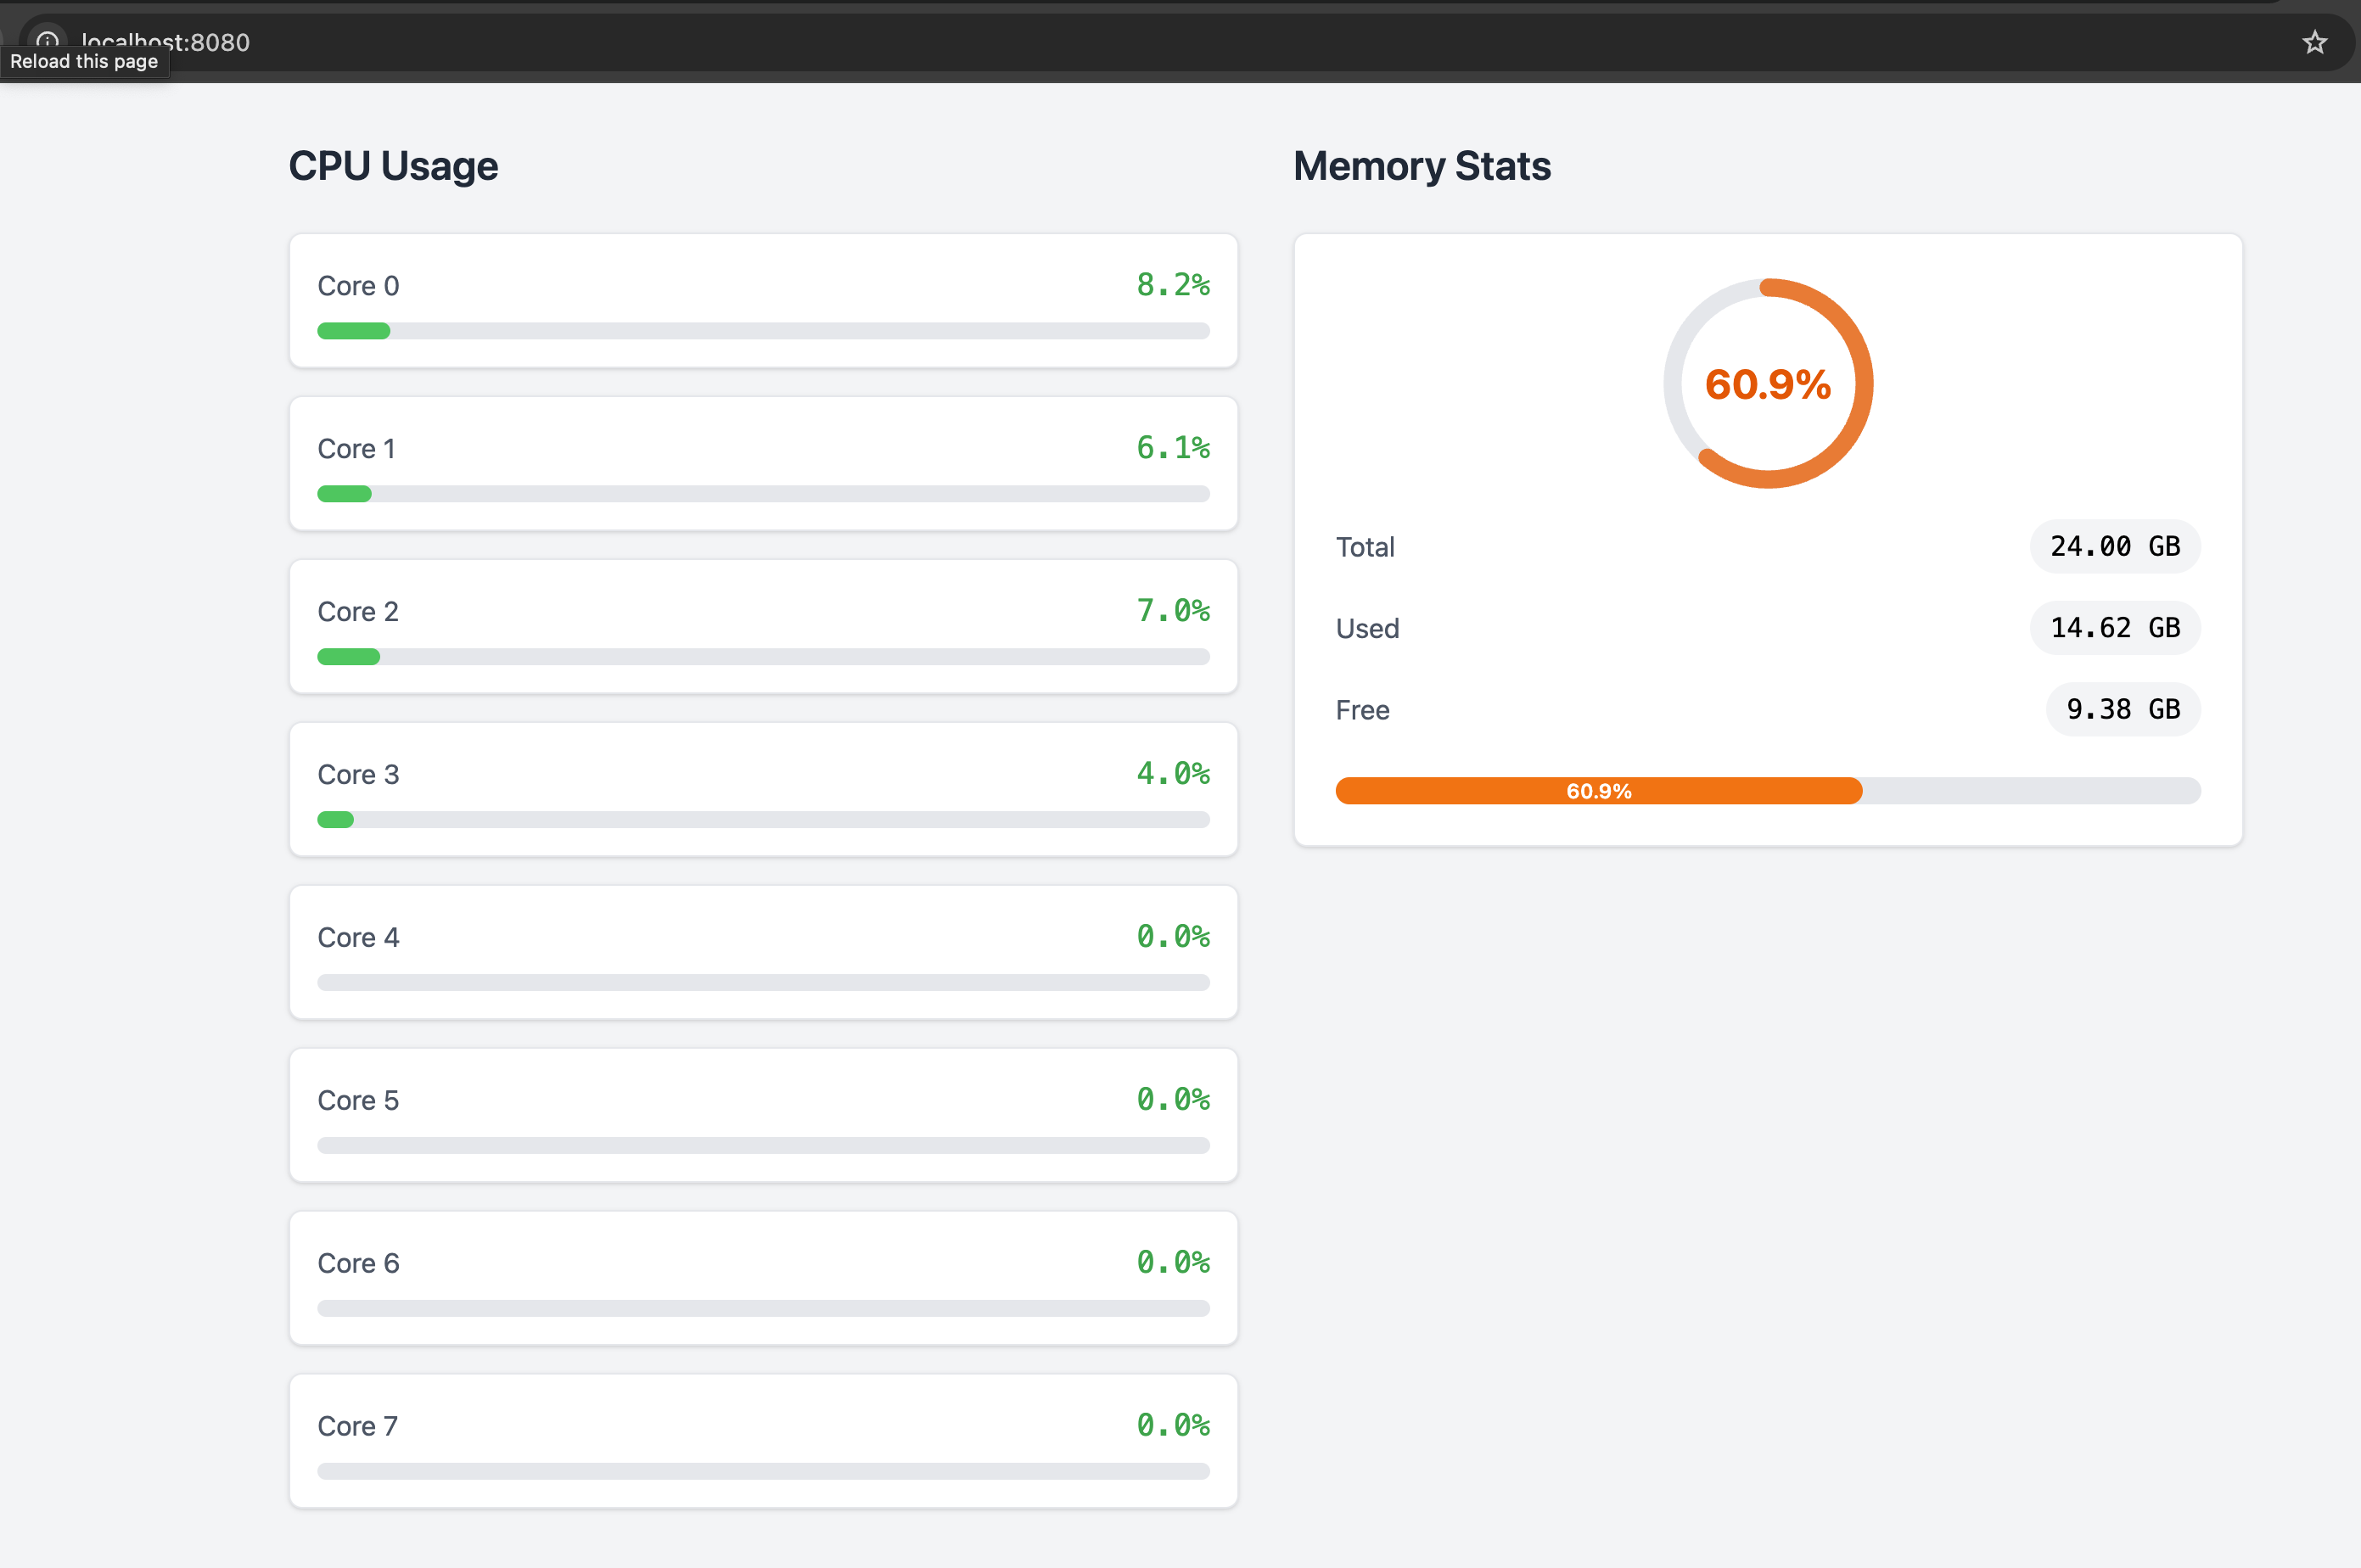 localhost:8080
Reload this page
CPU Usage
Core 0 8.2%
Core 1 6.1%
Core 2 7.0%
Core 3 4.0%
Core 4 0.0%
Core 5 0.0%
Core 6 0.0%
Core 7 0.0%
Memory Stats
60.9%
Total 24.00 GB
Used 14.62 GB
Free 9.38 GB
60.9%